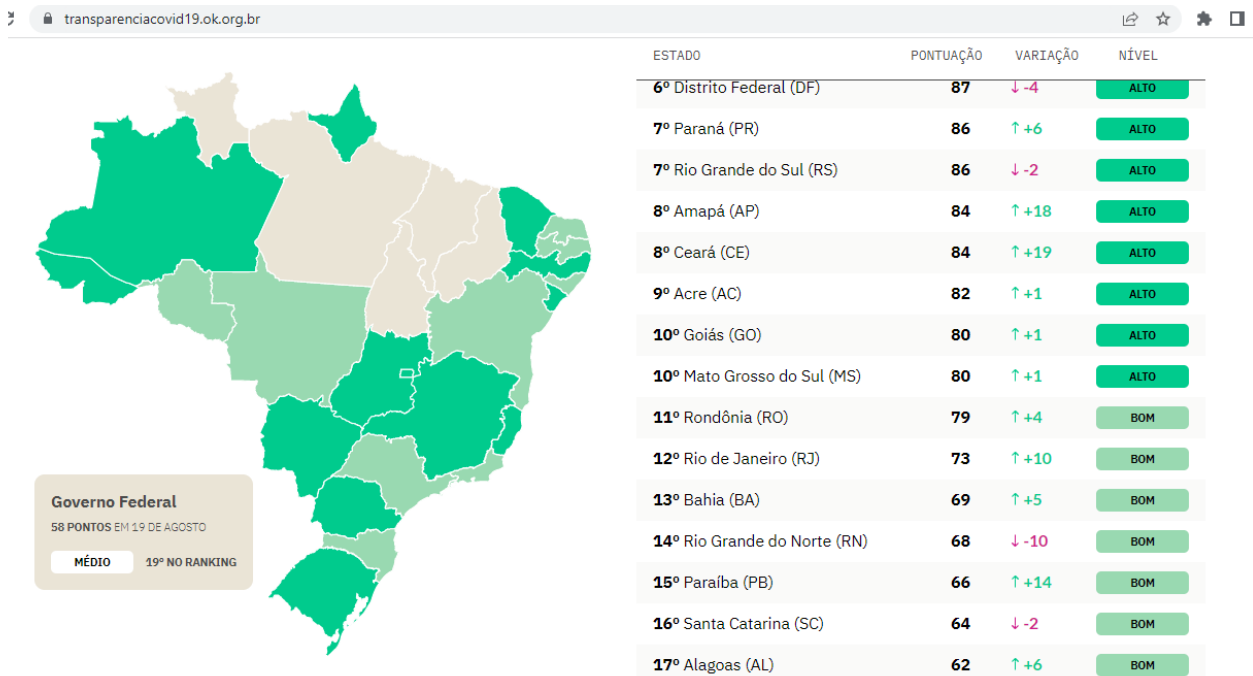 transparenciacovid19.ok.org.br
ESTADO PONTUAÇÃO VARIAÇÃO NÍVEL
6º Distrito Federal (DF) 87 ↓ -4 ALTO
7º Paraná (PR) 86 ↑ +6 ALTO
7º Rio Grande do Sul (RS) 86 ↓ -2 ALTO
8º Amapá (AP) 84 ↑ +18 ALTO
8º Ceará (CE) 84 ↑ +19 ALTO
9º Acre (AC) 82 ↑ +1 ALTO
10º Goiás (GO) 80 ↑ +1 ALTO
10º Mato Grosso do Sul (MS) 80 ↑ +1 ALTO
11º Rondônia (RO) 79 ↑ +4 BOM
12º Rio de Janeiro (RJ) 73 ↑ +10 BOM
13º Bahia (BA) 69 ↑ +5 BOM
14º Rio Grande do Norte (RN) 68 ↓ -10 BOM
15º Paraíba (PB) 66 ↑ +14 BOM
16º Santa Catarina (SC) 64 ↓ -2 BOM
17º Alagoas (AL) 62 ↑ +6 BOM
Governo Federal
58 PONTOS EM 19 DE AGOSTO
MÉDIO 19º NO RANKING